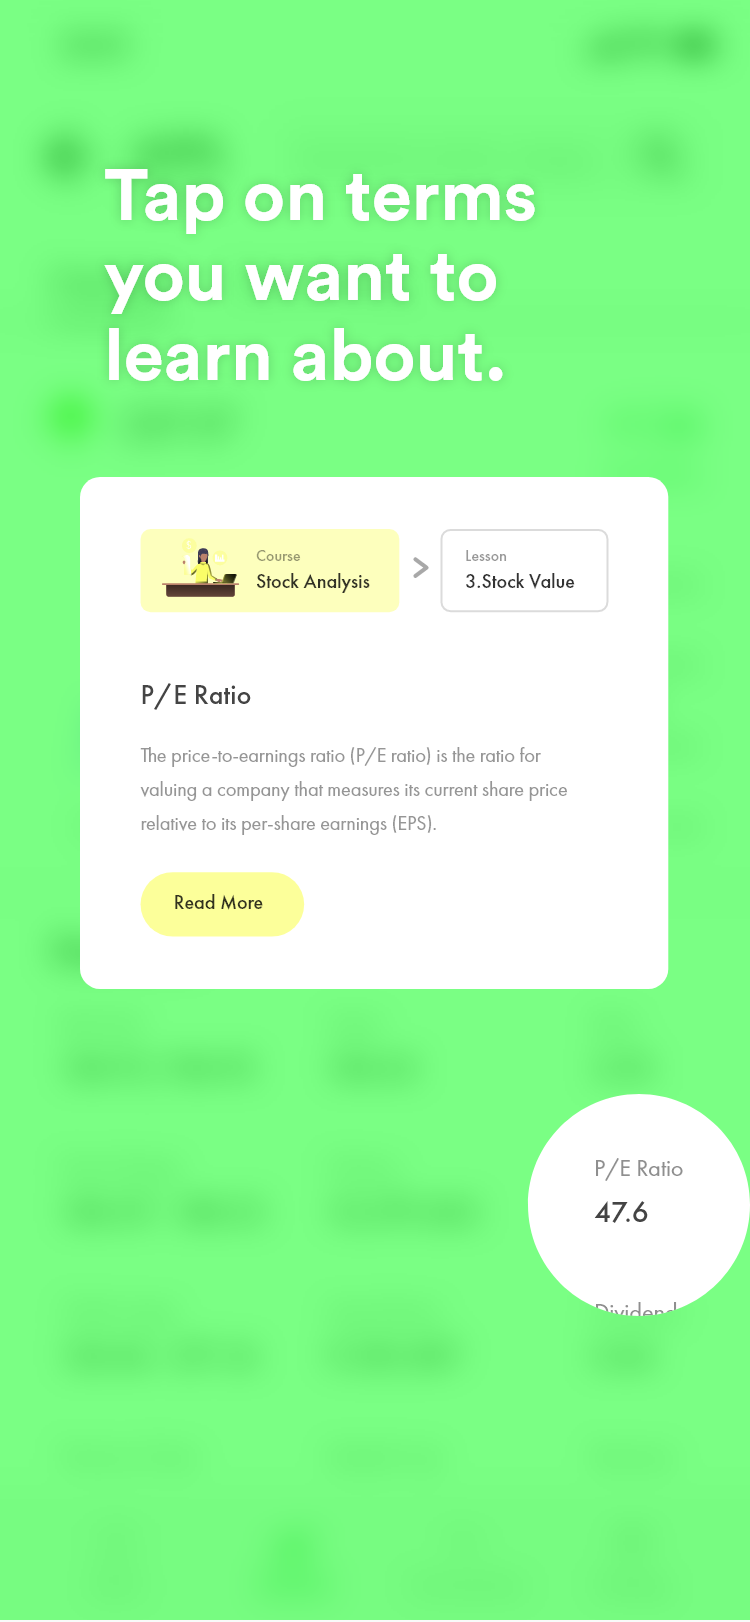 Tap on terms
you want to
learn about.
Course
Stock Analysis
Lesson
3.Stock Value
P/E Ratio
The price-to-earnings ratio (P/E ratio) is the ratio for
valuing a company that measures its current share price
relative to its per-share earnings (EPS).
Read More
P/E Ratio
47.6
Dividend